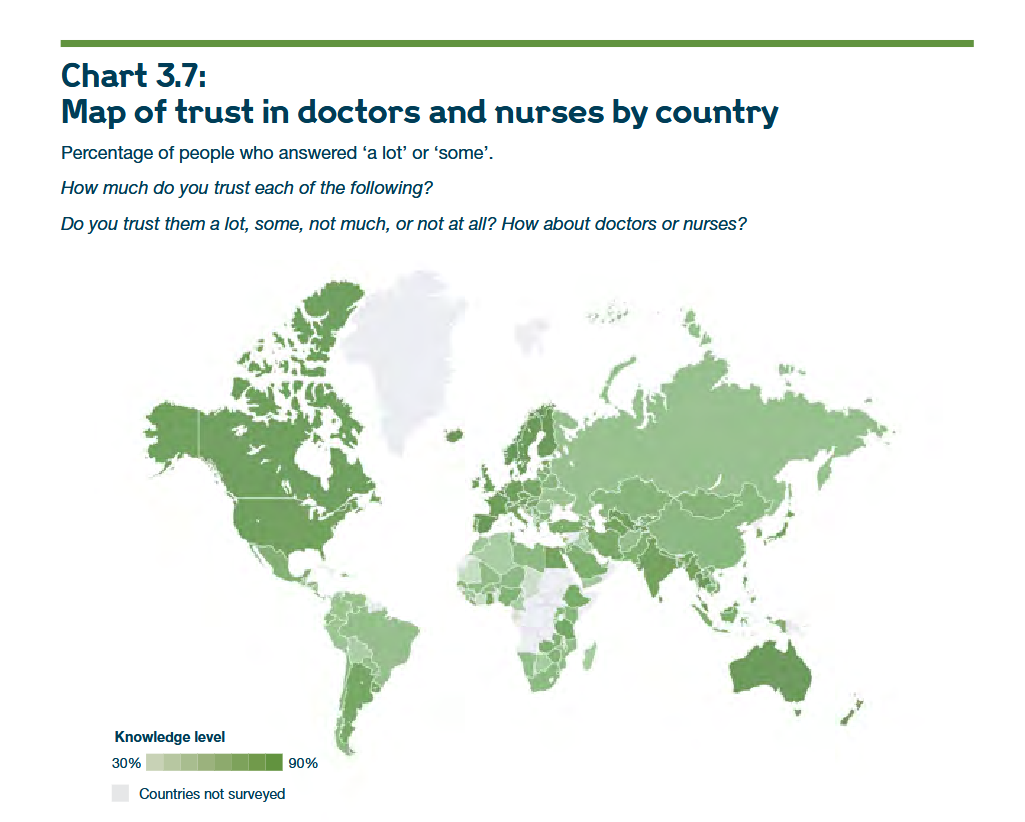 Chart 3.7:
Map of trust in doctors and nurses by country
Percentage of people who answered ‘a lot’ or ‘some’.
How much do you trust each of the following?
Do you trust them a lot, some, not much, or not at all? How about doctors or nurses?
Knowledge level
30% 90%
Countries not surveyed